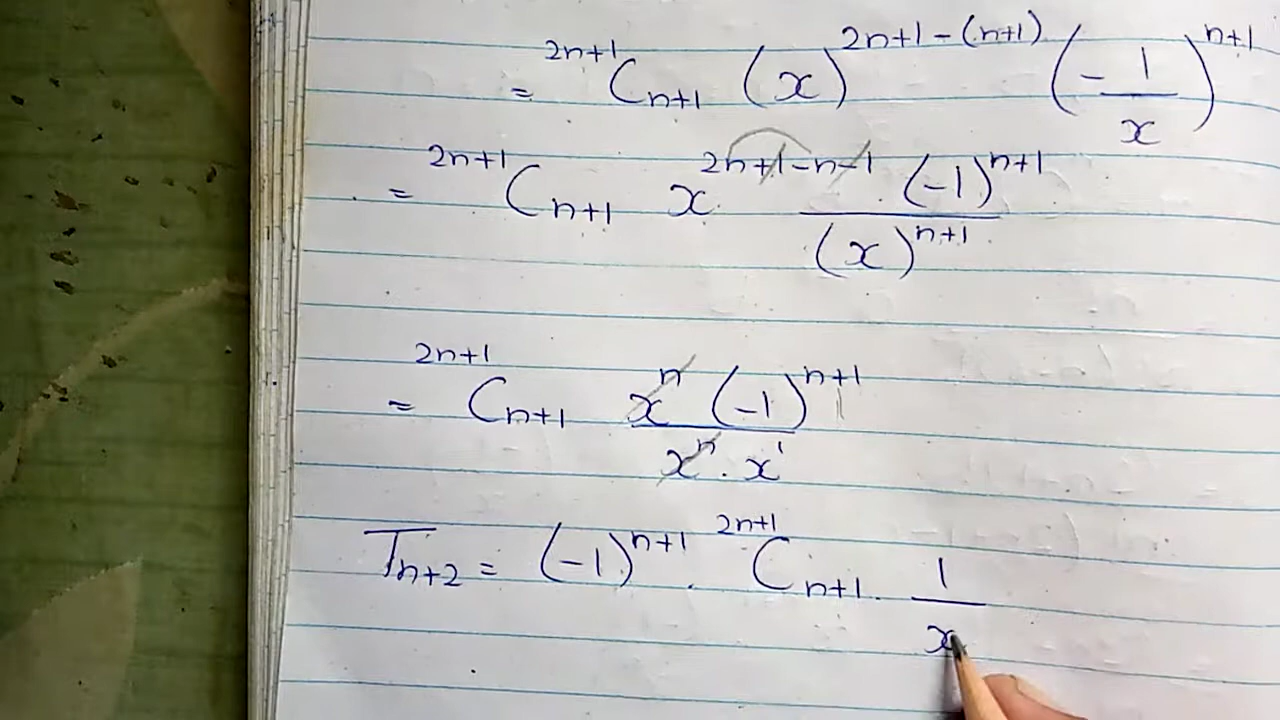 = ²ⁿ⁺¹Cₙ₊₁ (x)²ⁿ⁺¹⁻⁽ⁿ⁺¹⁾ (-1/x)ⁿ⁺¹
= ²ⁿ⁺¹Cₙ₊₁ x²ⁿ⁺¹⁻ⁿ⁻¹ (-1)ⁿ⁺¹/(x)ⁿ⁺¹
= ²ⁿ⁺¹Cₙ₊₁ xⁿ (-1)ⁿ⁺¹/xⁿ · x¹
Tₙ₊₂ = (-1)ⁿ⁺¹ . ²ⁿ⁺¹Cₙ₊₁ . 1/x